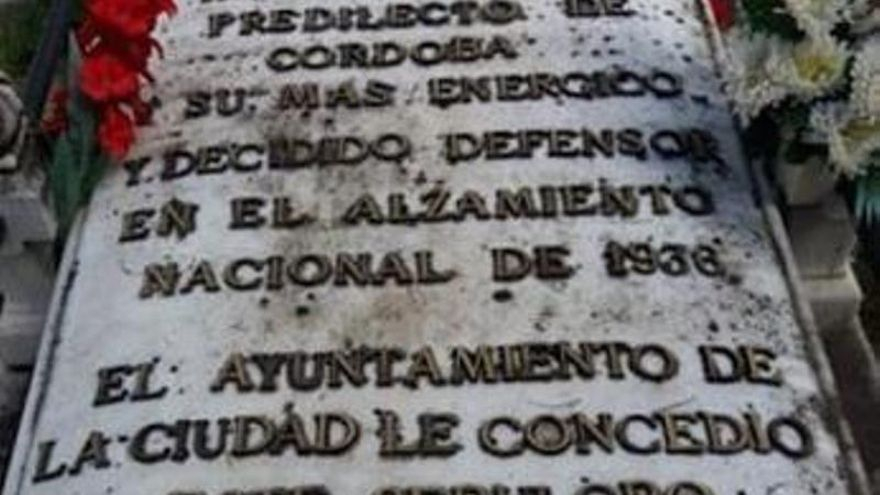 PREDILECTO DE
CORDOBA
SU MAS ENERGICO
Y DECIDIDO DEFENSOR
EN EL ALZAMIENTO
NACIONAL DE 1936
EL AYUNTAMIENTO DE
LA CIUDAD LE CONCEDIO